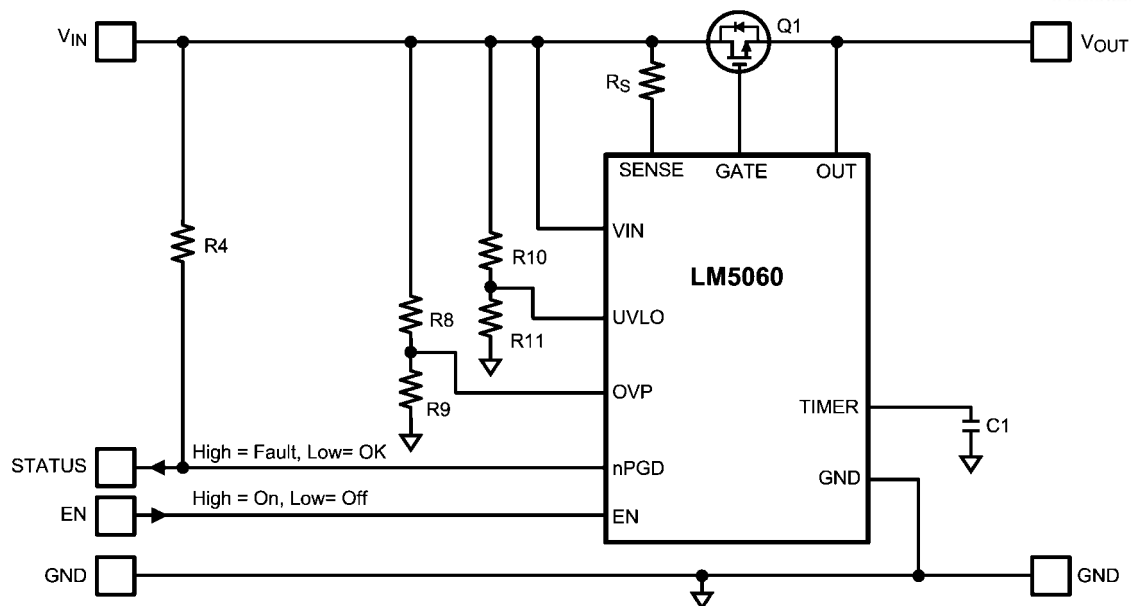 VIN
Q1
VOUT
RS
SENSE
GATE
OUT
VIN
R4
R10
LM5060
R8
R11
UVLO
R9
OVP
TIMER
C1
STATUS
High = Fault, Low= OK
nPGD
GND
EN
High = On, Low= Off
EN
GND
GND